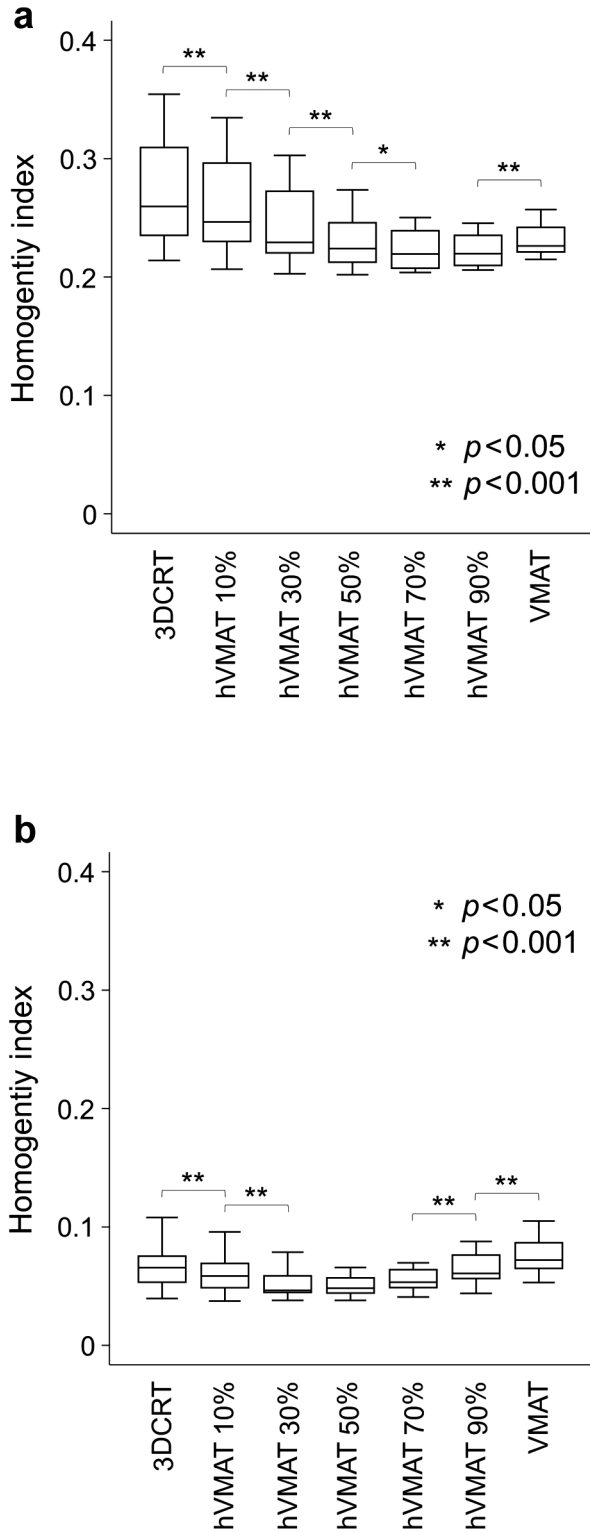 a
Homogentiy index
0.4
0.3
0.2
0.1
0
**
**
**
*
**
* p<0.05
** p<0.001
3DCRT
hVMAT 10%
hVMAT 30%
hVMAT 50%
hVMAT 70%
hVMAT 90%
VMAT
b
Homogentiy index
0.4
0.3
0.2
0.1
0
* p<0.05
** p<0.001
**
**
**
**
3DCRT
hVMAT 10%
hVMAT 30%
hVMAT 50%
hVMAT 70%
hVMAT 90%
VMAT